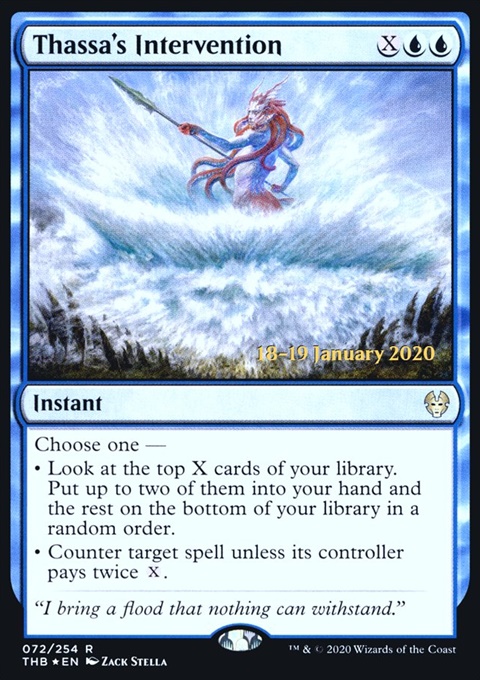 Thassa's Intervention X
18–19 January 2020
Instant
Choose one —
• Look at the top X cards of your library.
Put up to two of them into your hand and
the rest on the bottom of your library in a
random order.
• Counter target spell unless its controller
pays twice X.
“I bring a flood that nothing can withstand.”
072/254 R
THB ★ EN Zack Stella
™ & © 2020 Wizards of the Coast